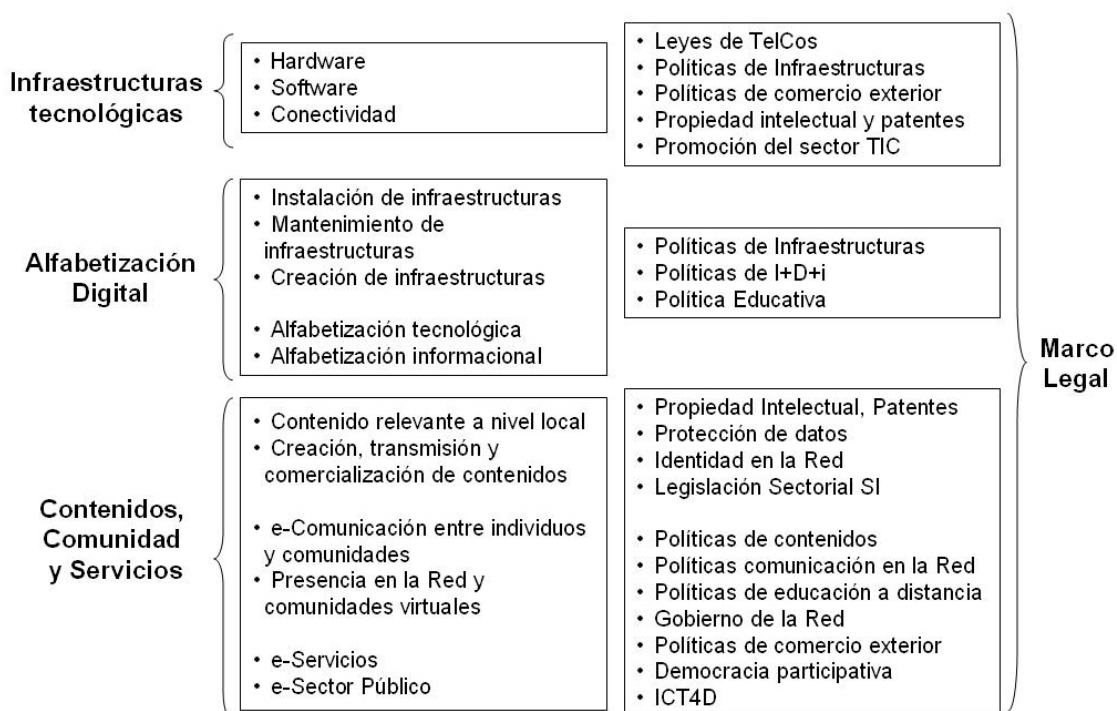 Infraestructuras
tecnológicas
• Hardware
• Software
• Conectividad
• Leyes de TelCos
• Políticas de Infraestructuras
• Políticas de comercio exterior
• Propiedad intelectual y patentes
• Promoción del sector TIC
Alfabetización
Digital
• Instalación de infraestructuras
• Mantenimiento de
infraestructuras
• Creación de infraestructuras
• Alfabetización tecnológica
• Alfabetización informacional
• Políticas de Infraestructuras
• Políticas de I+D+i
• Política Educativa
Contenidos,
Comunidad
y Servicios
• Contenido relevante a nivel local
• Creación, transmisión y
comercialización de contenidos
• e-Comunicación entre individuos
y comunidades
• Presencia en la Red y
comunidades virtuales
• e-Servicios
• e-Sector Público
• Propiedad Intelectual, Patentes
• Protección de datos
• Identidad en la Red
• Legislación Sectorial SI
• Políticas de contenidos
• Políticas comunicación en la Red
• Políticas de educación a distancia
• Gobierno de la Red
• Políticas de comercio exterior
• Democracia participativa
• ICT4D
Marco
Legal